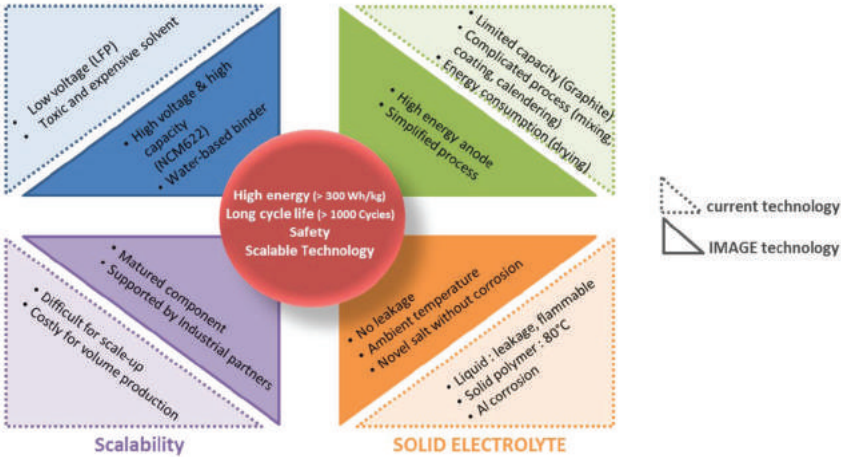 • Low voltage (LFP)
• Toxic and expensive solvent
• High voltage & high
capacity
(NCM622)
• Water-based binder
• Limited capacity (Graphite)
• Complicated process (mixing,
coating, calendering)
• Energy consumption (drying)
• High energy anode
• Simplified process
High energy (> 300 Wh/kg)
Long cycle life (> 1000 Cycles)
Safety
Scalable Technology
current technology
IMAGE technology
• Matured component
• Supported by industrial partners
• Difficult for scale-up
• Costly for volume production
• No leakage
• Ambient temperature
• Novel salt without corrosion
• Liquid : leakage, flammable
• Solid polymer : 80°C
• Al corrosion
Scalability
SOLID ELECTROLYTE